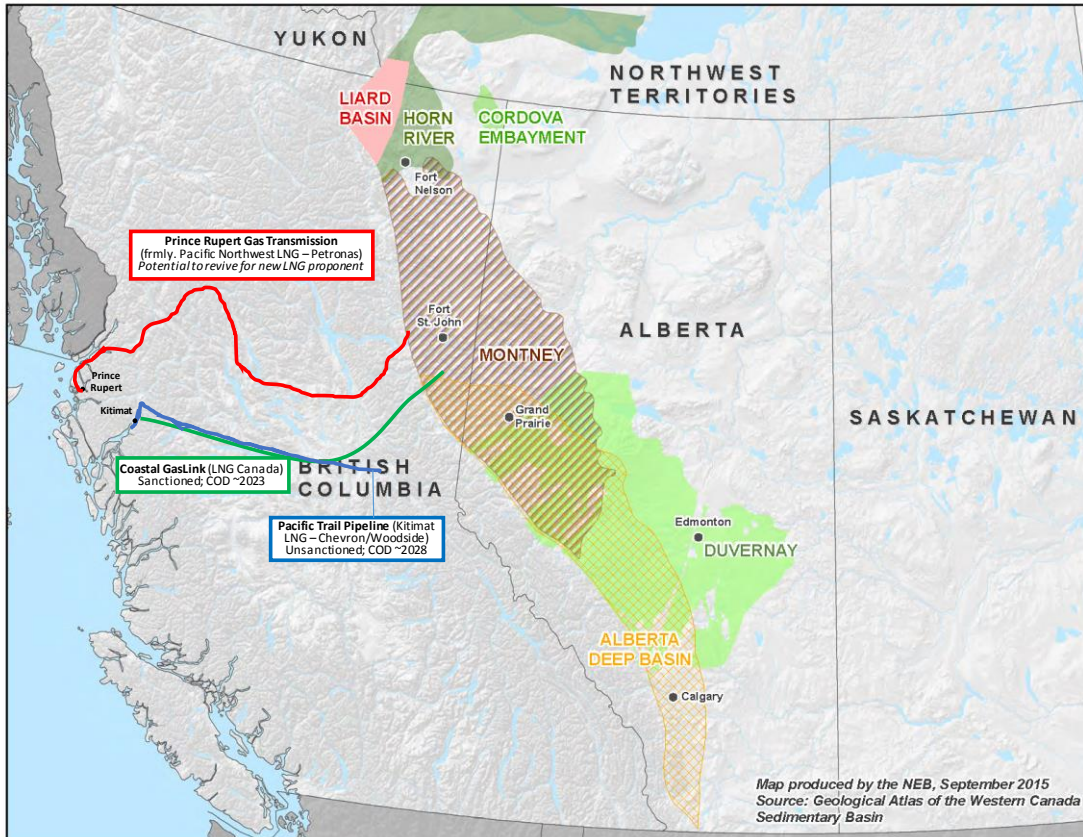 YUKON
NORTHWEST
TERRITORIES
LIARD
BASIN
HORN
RIVER
CORDOVA
EMBAYMENT
Fort
Nelson
Prince Rupert Gas Transmission
(frmly. Pacific Northwest LNG – Petronas)
Potential to revive for new LNG proponent
Fort
St. John
ALBERTA
MONTNEY
Prince
Rupert
Kitimat
Grand
Prairie
SASKATCHEWAN
Coastal GasLink (LNG Canada)
Sanctioned; COD ~2023
BRITISH
COLUMBIA
Pacific Trail Pipeline (Kitimat
LNG – Chevron/Woodside)
Unsanctioned; COD ~2028
Edmonton
DUVERNAY
ALBERTA
DEEP BASIN
Calgary
Map produced by the NEB, September 2015
Source: Geological Atlas of the Western Canada
Sedimentary Basin